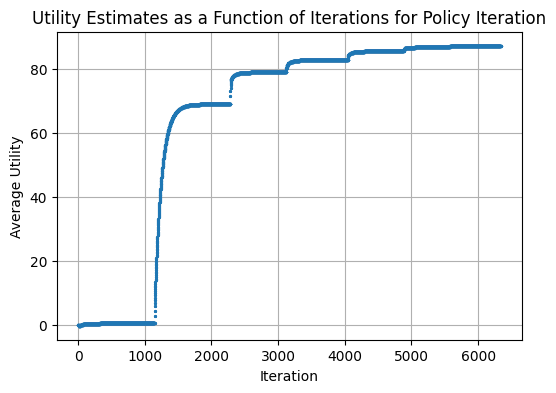 Utility Estimates as a Function of Iterations for Policy Iteration
80
60
40
20
0
Average Utility
0 1000 2000 3000 4000 5000 6000
Iteration